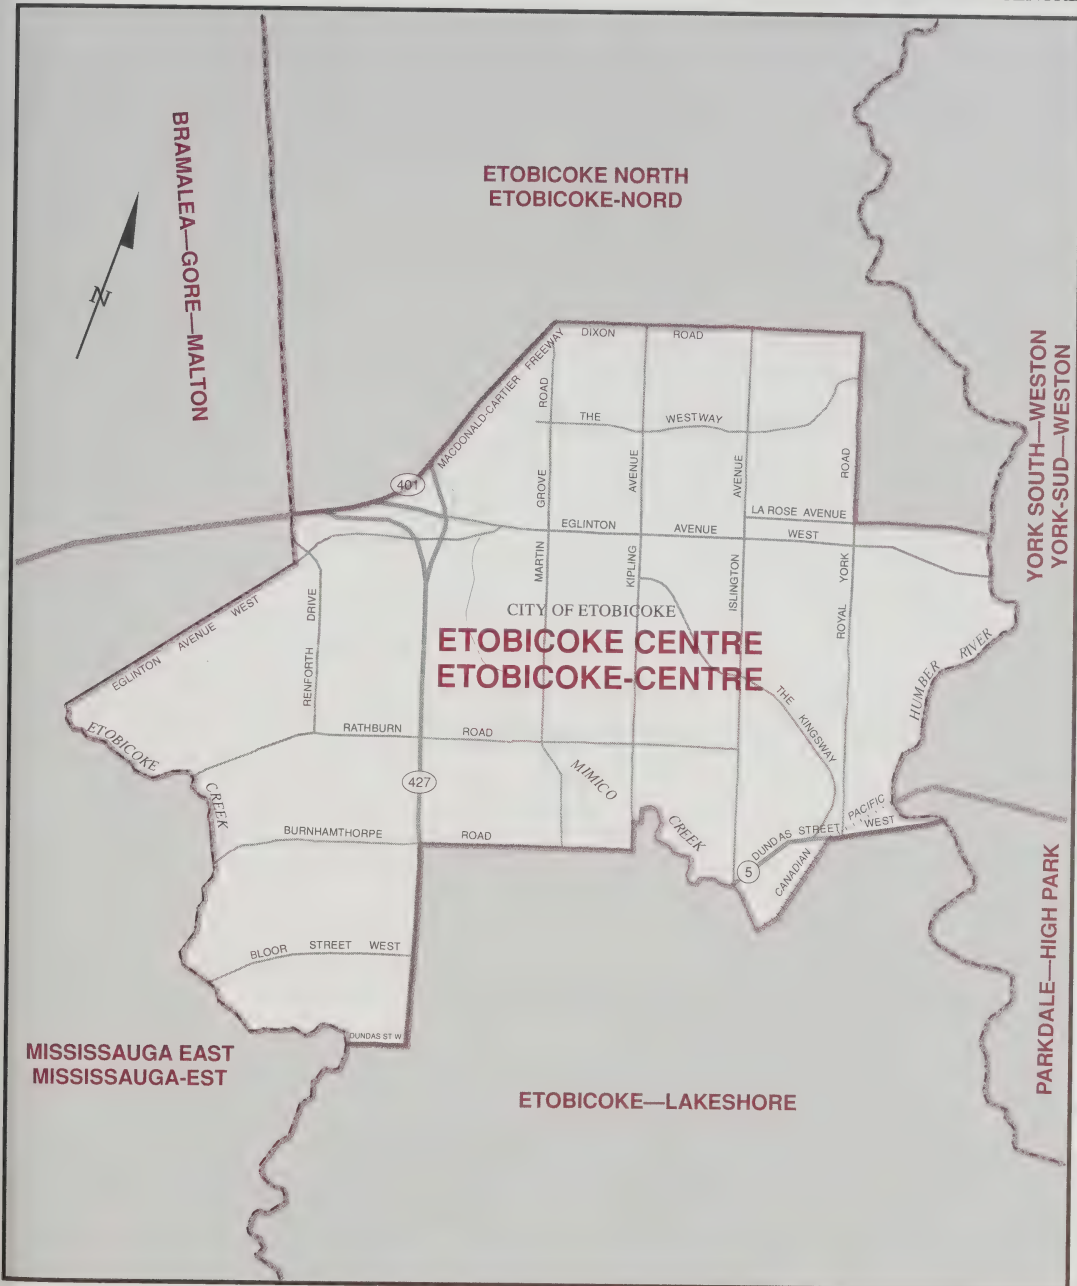 BRAMALEA—GORE—MALTON
ETOBICOKE NORTH
ETOBICOKE-NORD
N
YORK SOUTH—WESTON
YORK-SUD—WESTON
MACDONALD-CARTIER FREEWAY
DIXON ROAD
THE WESTWAY
401
MARTIN GROVE ROAD
KIPLING AVENUE
ISLINGTON AVENUE
ROYAL YORK ROAD
LA ROSE AVENUE
EGLINTON AVENUE WEST
EGLINTON AVENUE WEST
RENFORTH DRIVE
CITY OF ETOBICOKE
ETOBICOKE CENTRE
ETOBICOKE-CENTRE
THE KINGSWAY
HUMBER RIVER
ETOBICOKE CREEK
RATHBURN ROAD
427
MIMICO CREEK
BURNHAMTHORPE ROAD
5
DUNDAS STREET WEST
CANADIAN PACIFIC
BLOOR STREET WEST
DUNDAS ST W
MISSISSAUGA EAST
MISSISSAUGA-EST
ETOBICOKE—LAKESHORE
PARKDALE—HIGH PARK